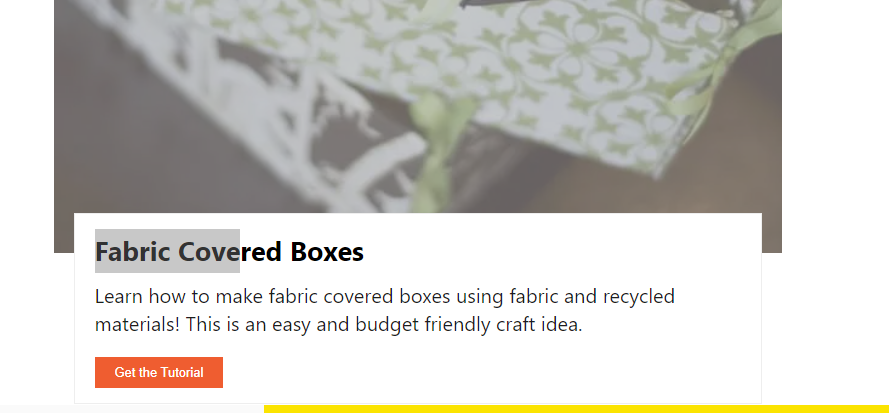 Fabric Covered Boxes
Learn how to make fabric covered boxes using fabric and recycled
materials! This is an easy and budget friendly craft idea.
Get the Tutorial